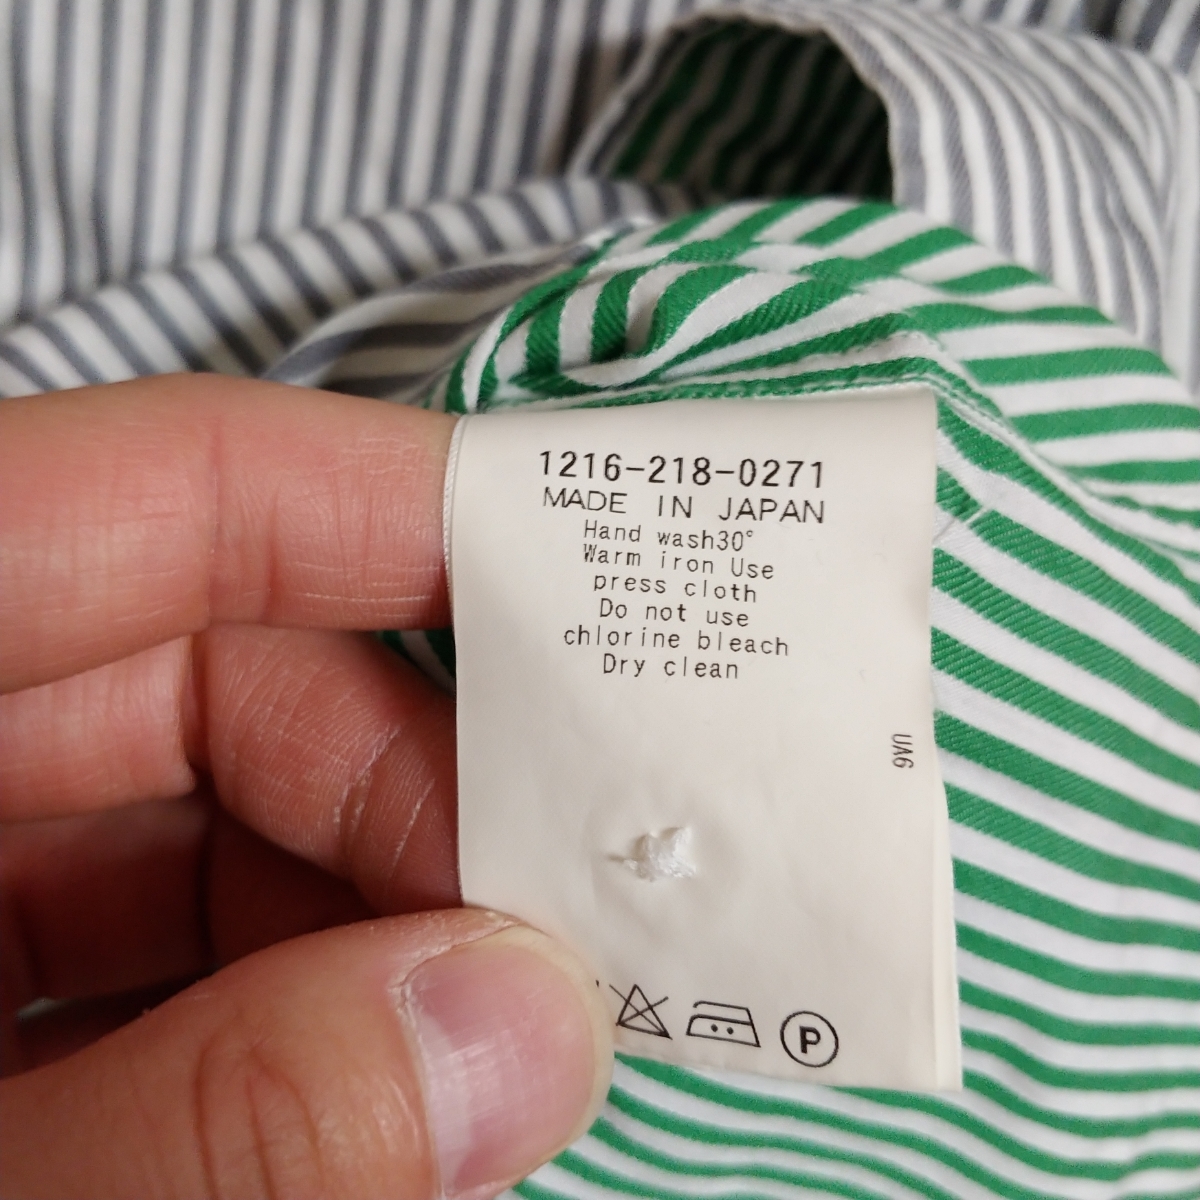 1216-218-0271
MADE IN JAPAN
Hand wash30°
Warm iron Use
press cloth
Do not use
chlorine bleach
Dry clean
UA6
P